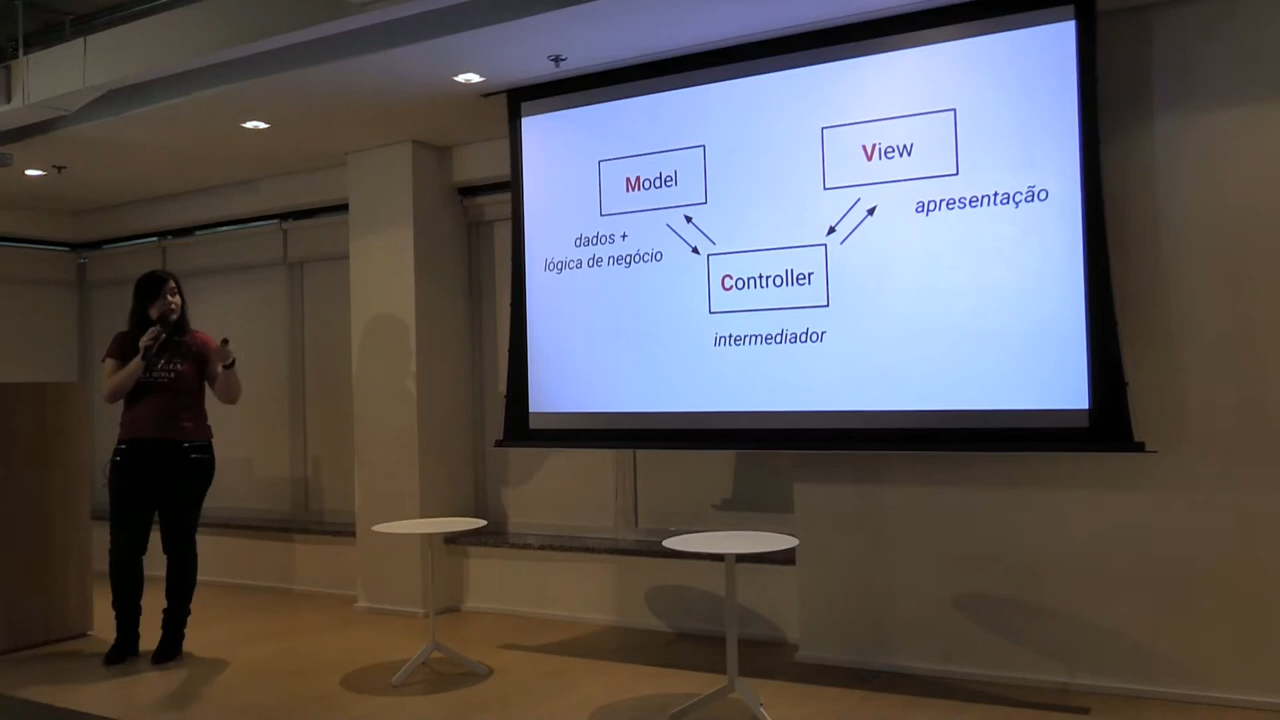 Model
dados +
lógica de negócio
View
apresentação
Controller
intermediador